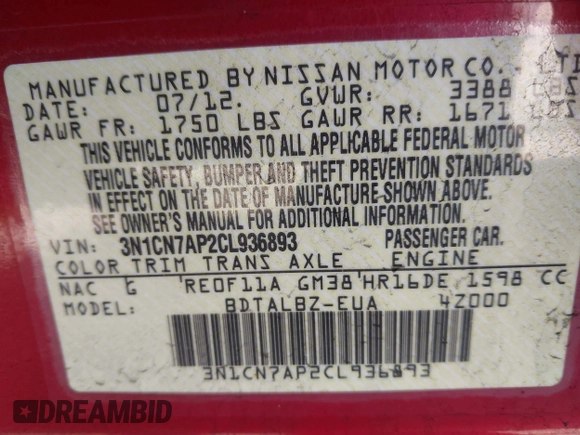 MANUFACTURED BY NISSAN MOTOR CO., LTD
DATE: 07/12. GVWR: 3388 LBS
GAWR FR: 1750 LBS GAWR RR: 1671 LBS
THIS VEHICLE CONFORMS TO ALL APPLICABLE FEDERAL MOTOR
VEHICLE SAFETY, BUMPER AND THEFT PREVENTION STANDARDS
IN EFFECT ON THE DATE OF MANUFACTURE SHOWN ABOVE.
SEE OWNER'S MANUAL FOR ADDITIONAL INFORMATION.
VIN: 3N1CN7AP2CL936893 PASSENGER CAR.
COLOR TRIM TRANS AXLE ENGINE
NAC G RE0F11A GM38 HR16DE 1598 CC
MODEL BDTALBZ-EUA 4Z000
3N1CN7AP2CL936893
DREAMBID